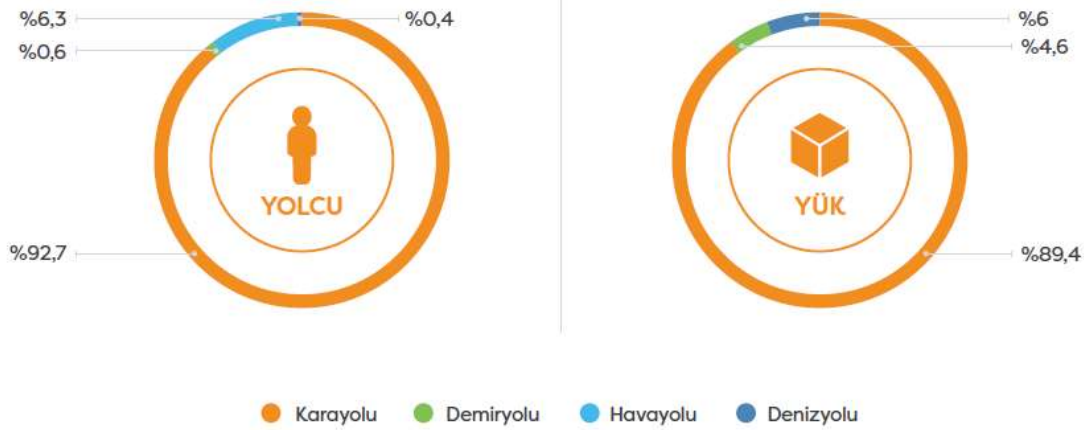 %6,3
%0,4
%0,6
YOLCU
%92,7
%6
%4,6
YÜK
%89,4
Karayolu
Demiryolu
Havayolu
Denizyolu